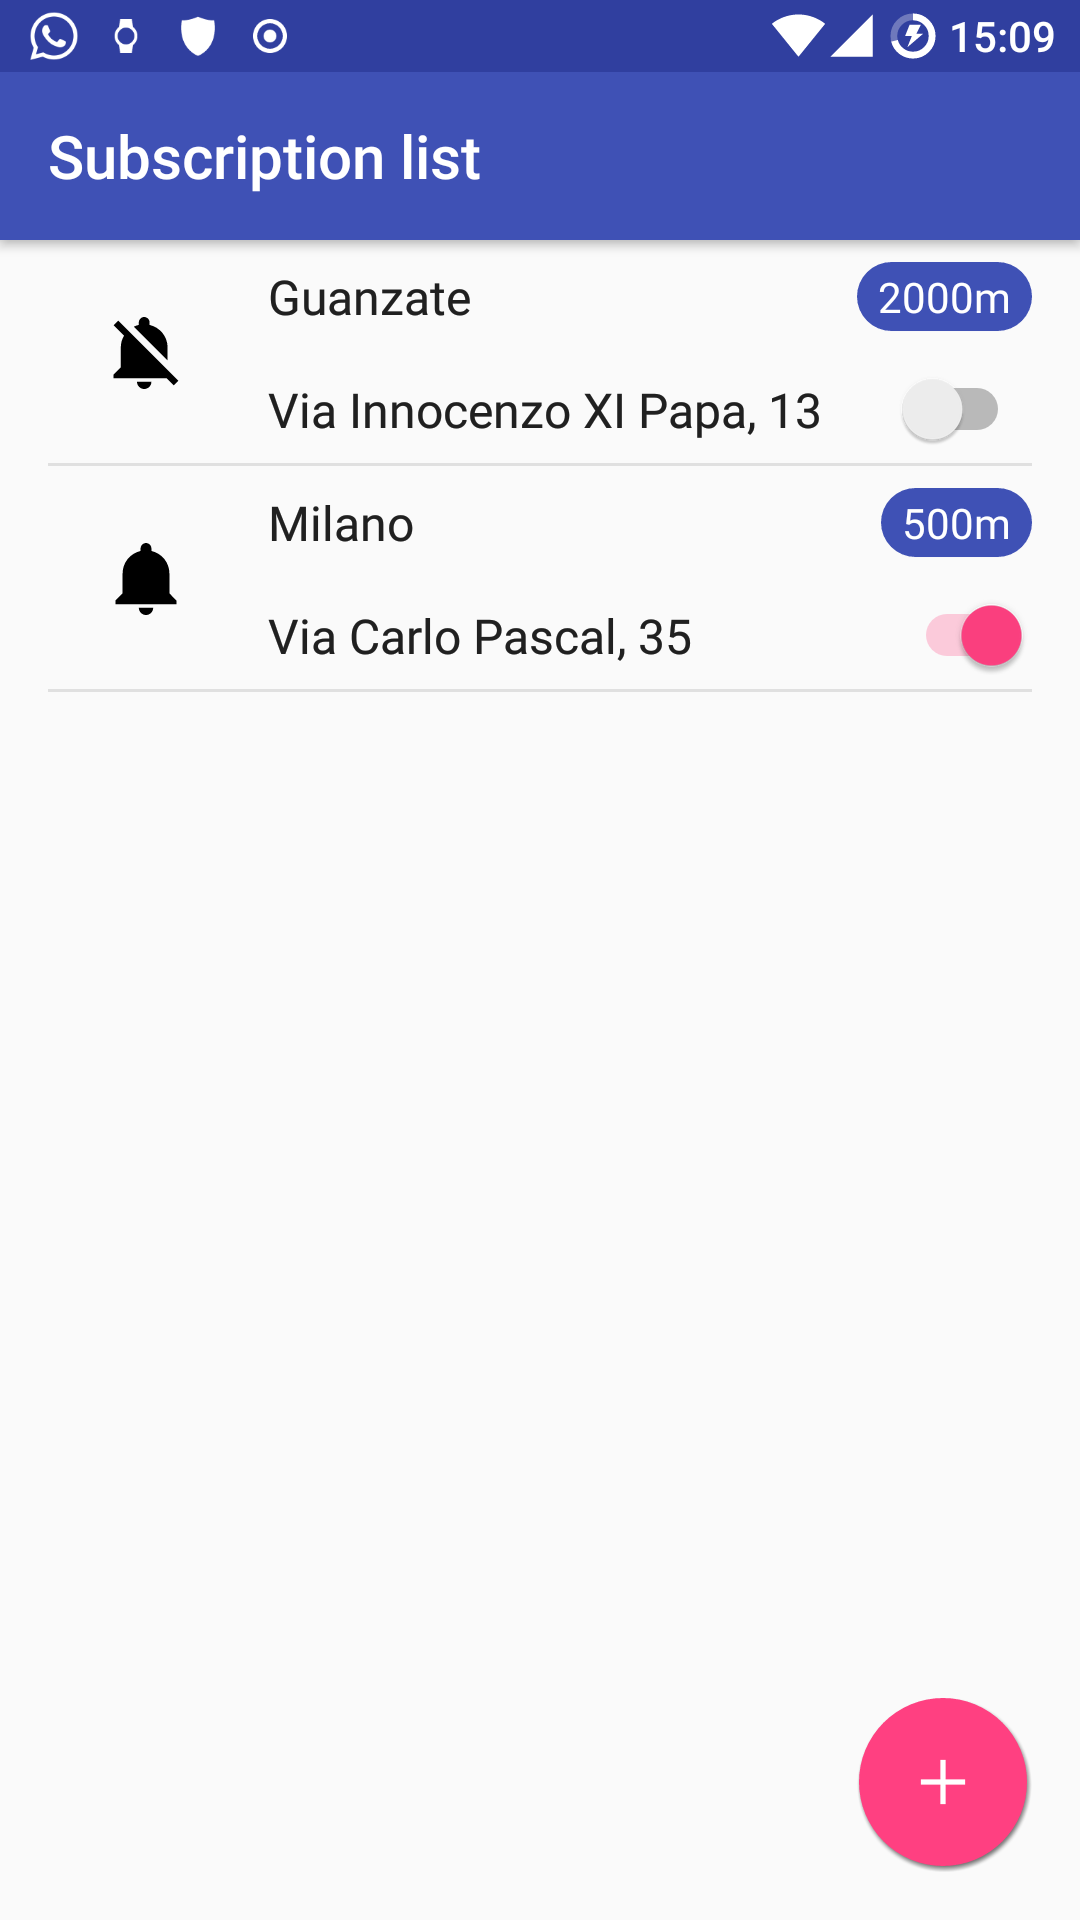 15:09
Subscription list
Guanzate 2000m
Via Innocenzo XI Papa, 13
Milano 500m
Via Carlo Pascal, 35